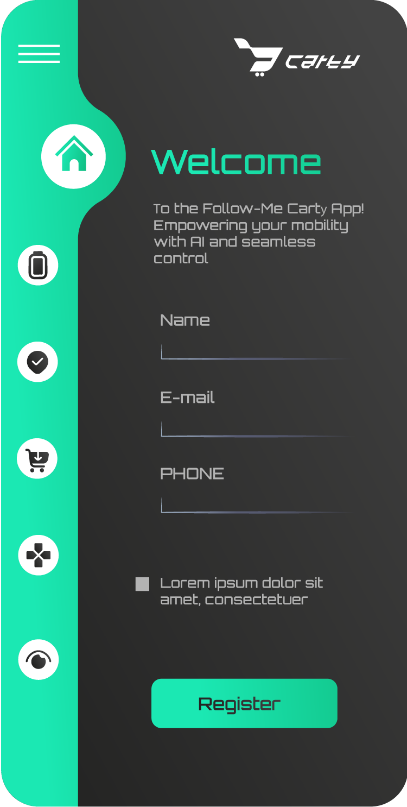 Carty
Welcome
To the Follow-Me Carty App!
Empowering your mobility
with AI and seamless
control
Name
E-mail
PHONE
Lorem ipsum dolor sit
amet, consectetuer
Register